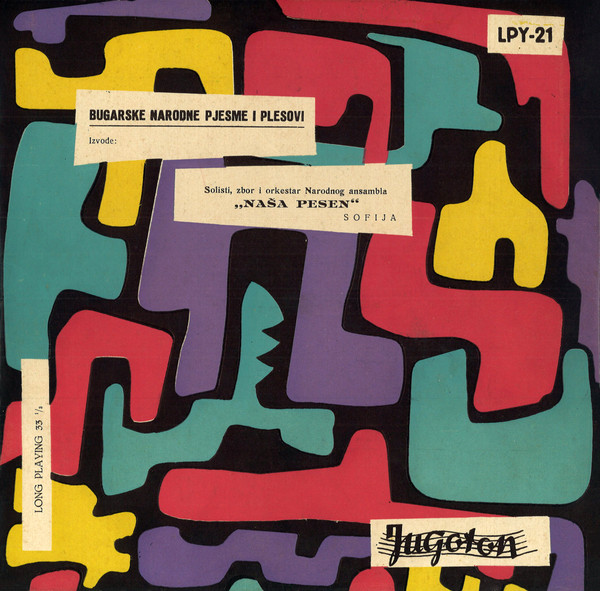 LPY-21
BUGARSKE NARODNE PJESME I PLESOVI
Izvode:
Solisti, zbor i orkestar Narodnog ansambla
„NAŠA PESEN“
SOFIJA
LONG PLAYING 33 ⅓
Jugoton